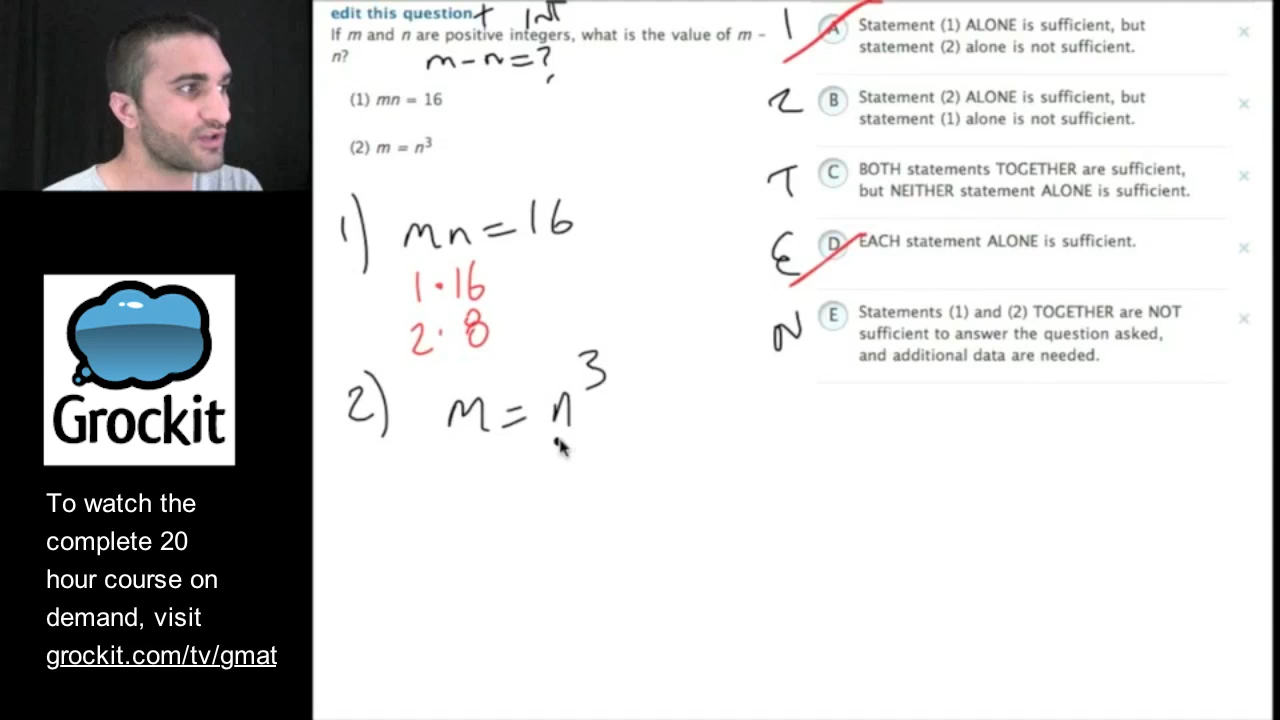 edit this question
+ INT
If m and n are positive integers, what is the value of m –
n?
m - n = ?
(1) mn = 16
(2) m = n³
1) mn = 16
1 · 16
2 · 8
2) m = n³
1
A
Statement (1) ALONE is sufficient, but
statement (2) alone is not sufficient.
2
B
Statement (2) ALONE is sufficient, but
statement (1) alone is not sufficient.
T
C
BOTH statements TOGETHER are sufficient,
but NEITHER statement ALONE is sufficient.
E
D
EACH statement ALONE is sufficient.
N
E
Statements (1) and (2) TOGETHER are NOT
sufficient to answer the question asked,
and additional data are needed.
Grockit
To watch the
complete 20
hour course on
demand, visit
grockit.com/tv/gmat